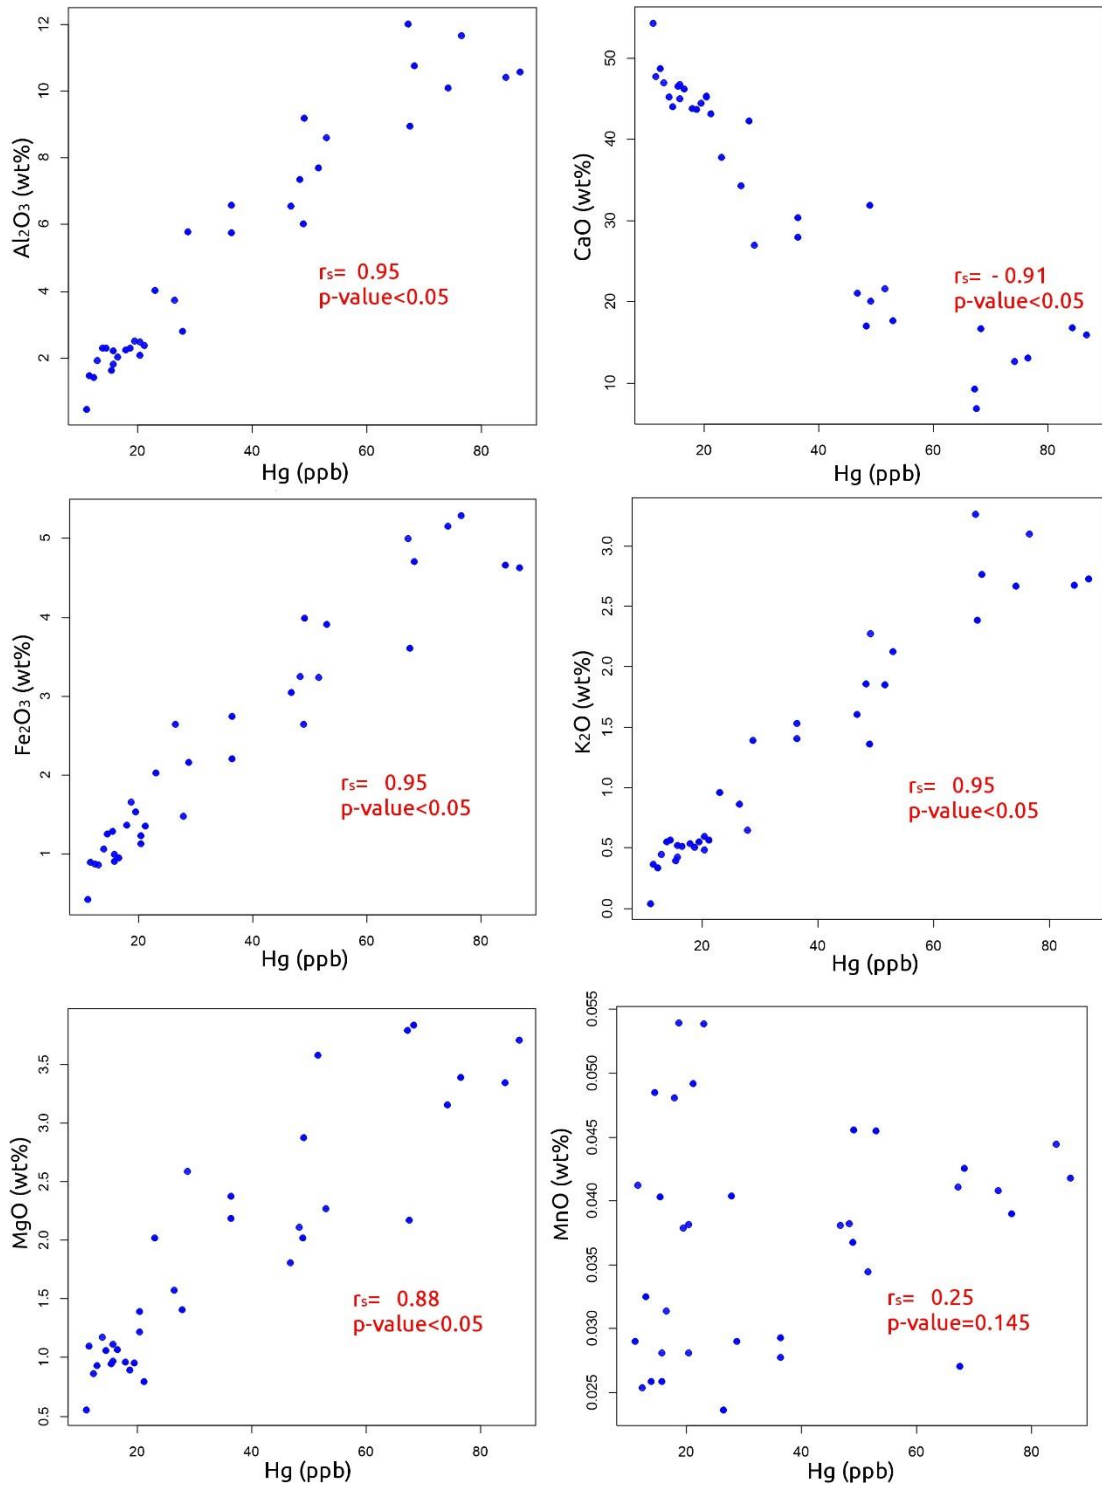 Al₂O₃ (wt%)
12
10
8
6
4
2
rs= 0.95
p-value<0.05
20 40 60 80
Hg (ppb)
CaO (wt%)
50
40
30
20
10
rs= - 0.91
p-value<0.05
20 40 60 80
Hg (ppb)
Fe₂O₃ (wt%)
5
4
3
2
1
rs= 0.95
p-value<0.05
20 40 60 80
Hg (ppb)
K₂O (wt%)
3.0
2.5
2.0
1.5
1.0
0.5
0.0
rs= 0.95
p-value<0.05
20 40 60 80
Hg (ppb)
MgO (wt%)
3.5
3.0
2.5
2.0
1.5
1.0
0.5
rs= 0.88
p-value<0.05
20 40 60 80
Hg (ppb)
MnO (wt%)
0.055
0.050
0.045
0.040
0.035
0.030
0.025
rs= 0.25
p-value=0.145
20 40 60 80
Hg (ppb)